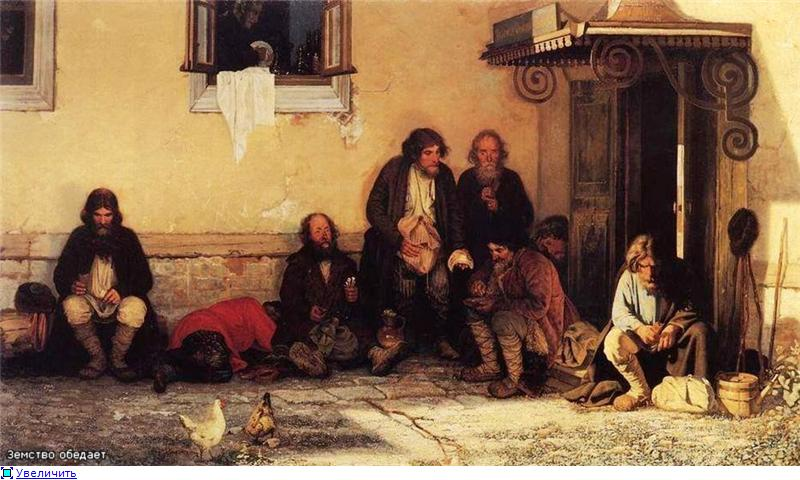 Земство обедает
Увеличить